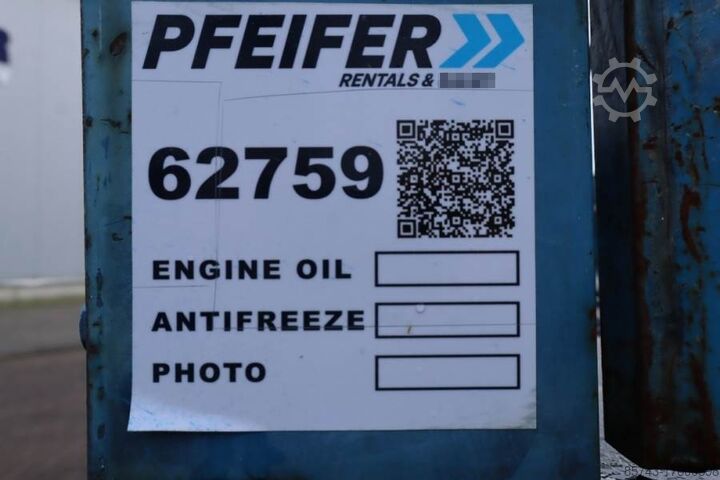 PFEIFER
RENTALS &
62759
ENGINE OIL
ANTIFREEZE
PHOTO